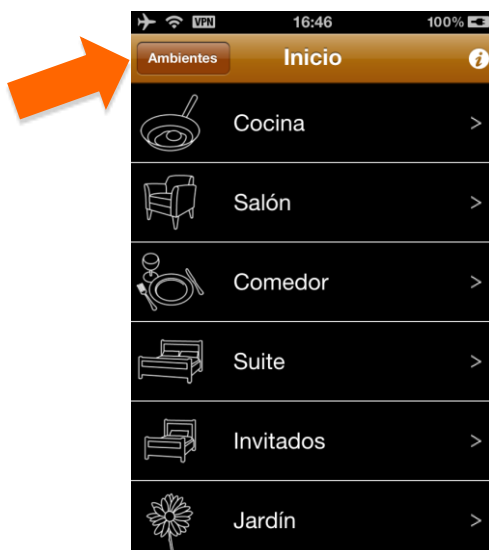 VPN 16:46 100%
Ambientes Inicio i
Cocina >
Salón >
Comedor >
Suite >
Invitados >
Jardín >